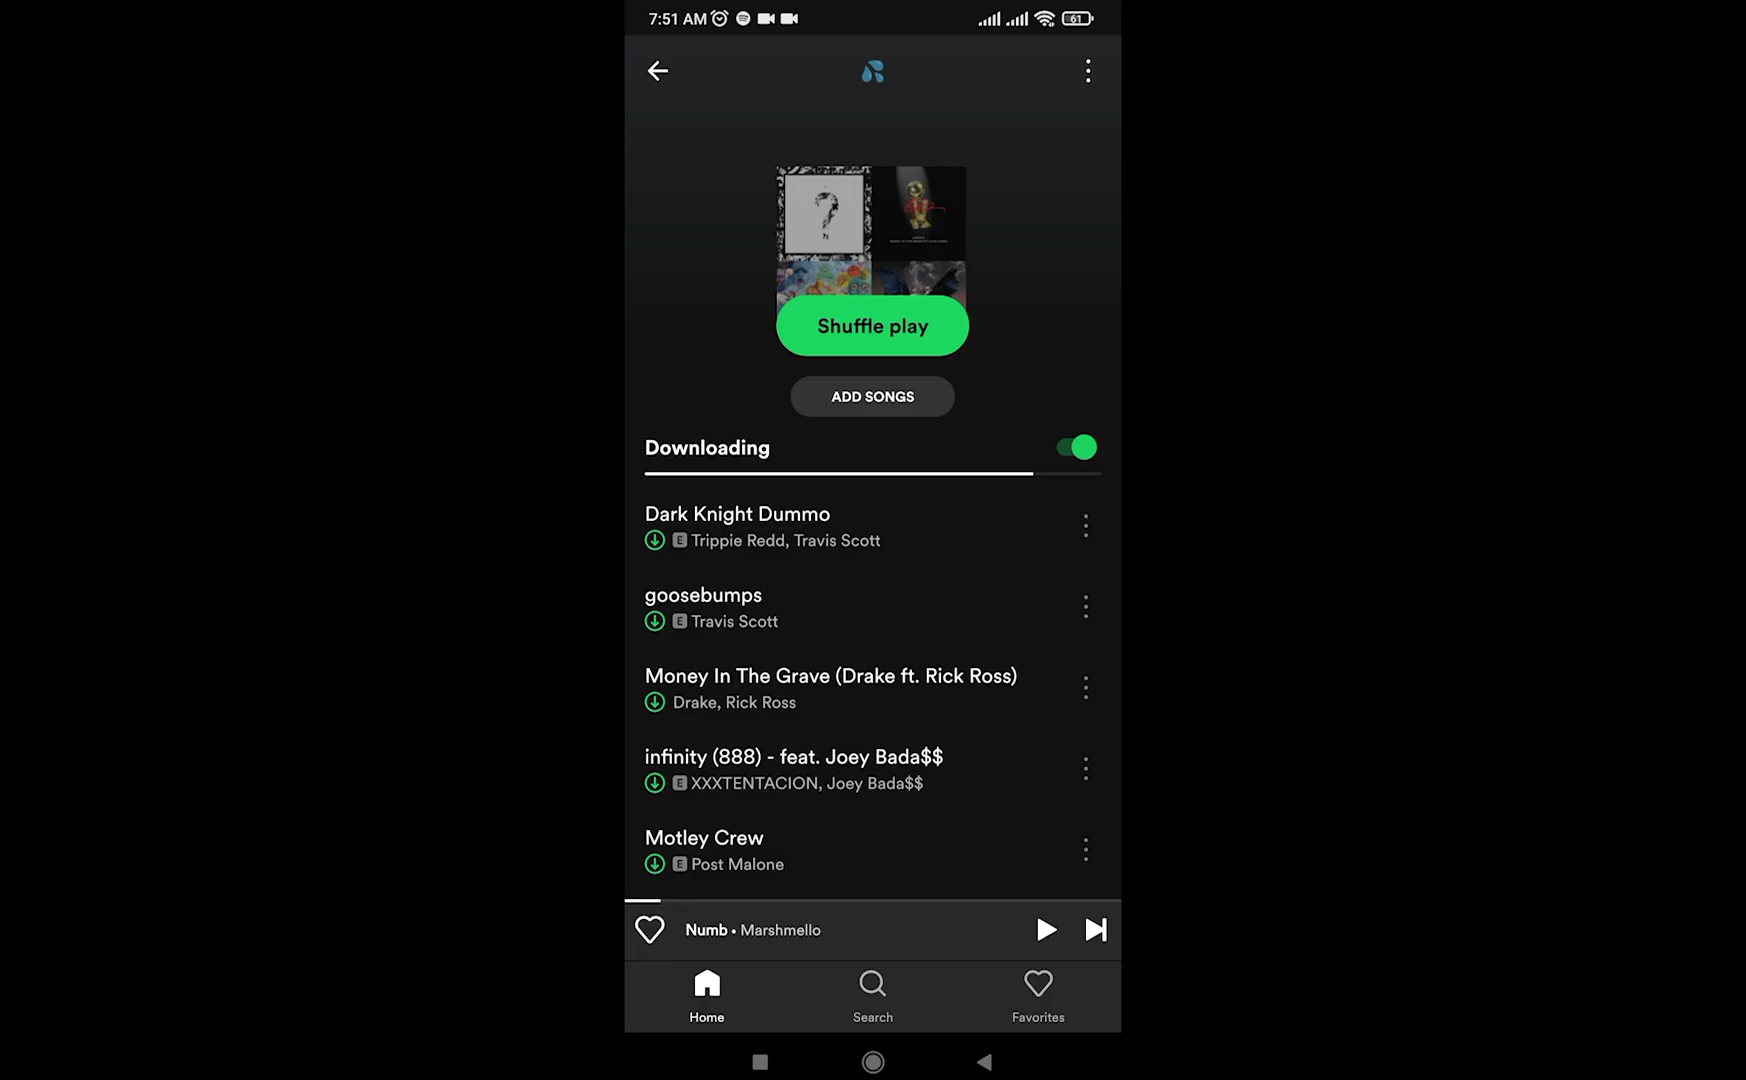 7:51 AM
61
Shuffle play
ADD SONGS
Downloading
Dark Knight Dummo
E Trippie Redd, Travis Scott
goosebumps
E Travis Scott
Money In The Grave (Drake ft. Rick Ross)
Drake, Rick Ross
infinity (888) - feat. Joey Bada$$
E XXXTENTACION, Joey Bada$$
Motley Crew
E Post Malone
Numb • Marshmello
Home
Search
Favorites